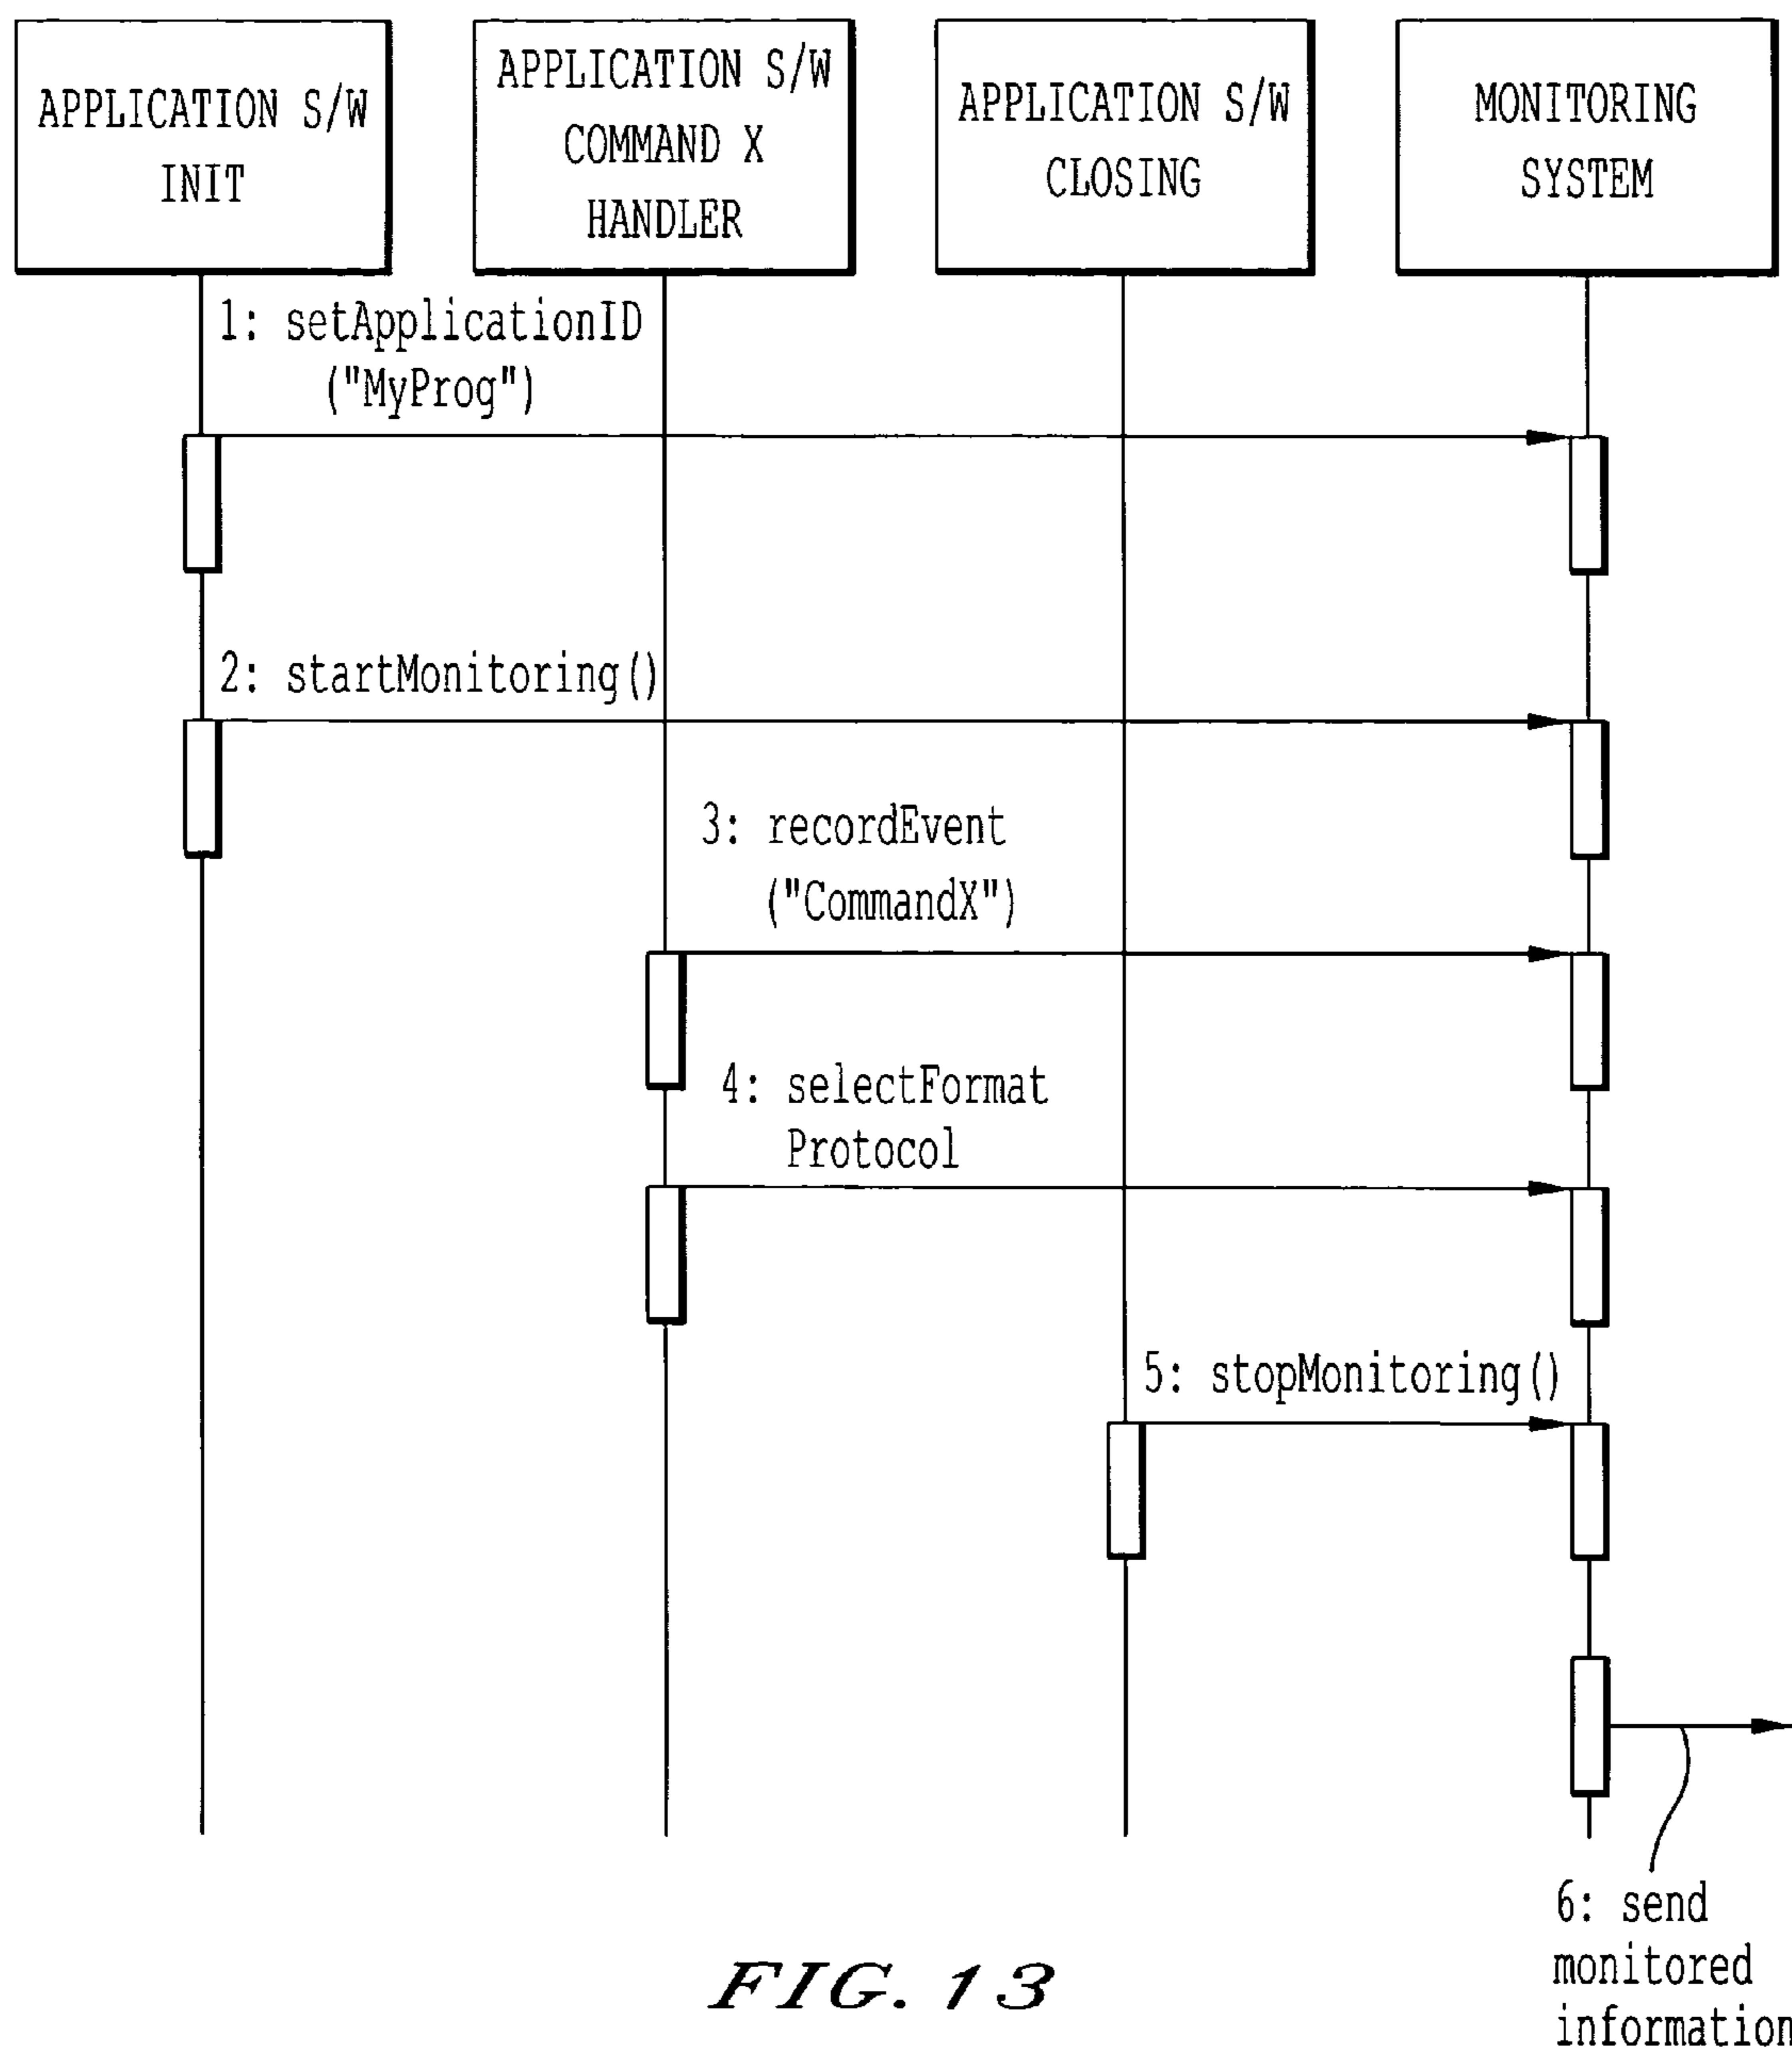 APPLICATION S/W
INIT
APPLICATION S/W
COMMAND X
HANDLER
APPLICATION S/W
CLOSING
MONITORING
SYSTEM
1: setApplicationID
("MyProg")
2: startMonitoring()
3: recordEvent
("CommandX")
4: selectFormat
Protocol
5: stopMonitoring()
6: send
monitored
information
FIG. 13